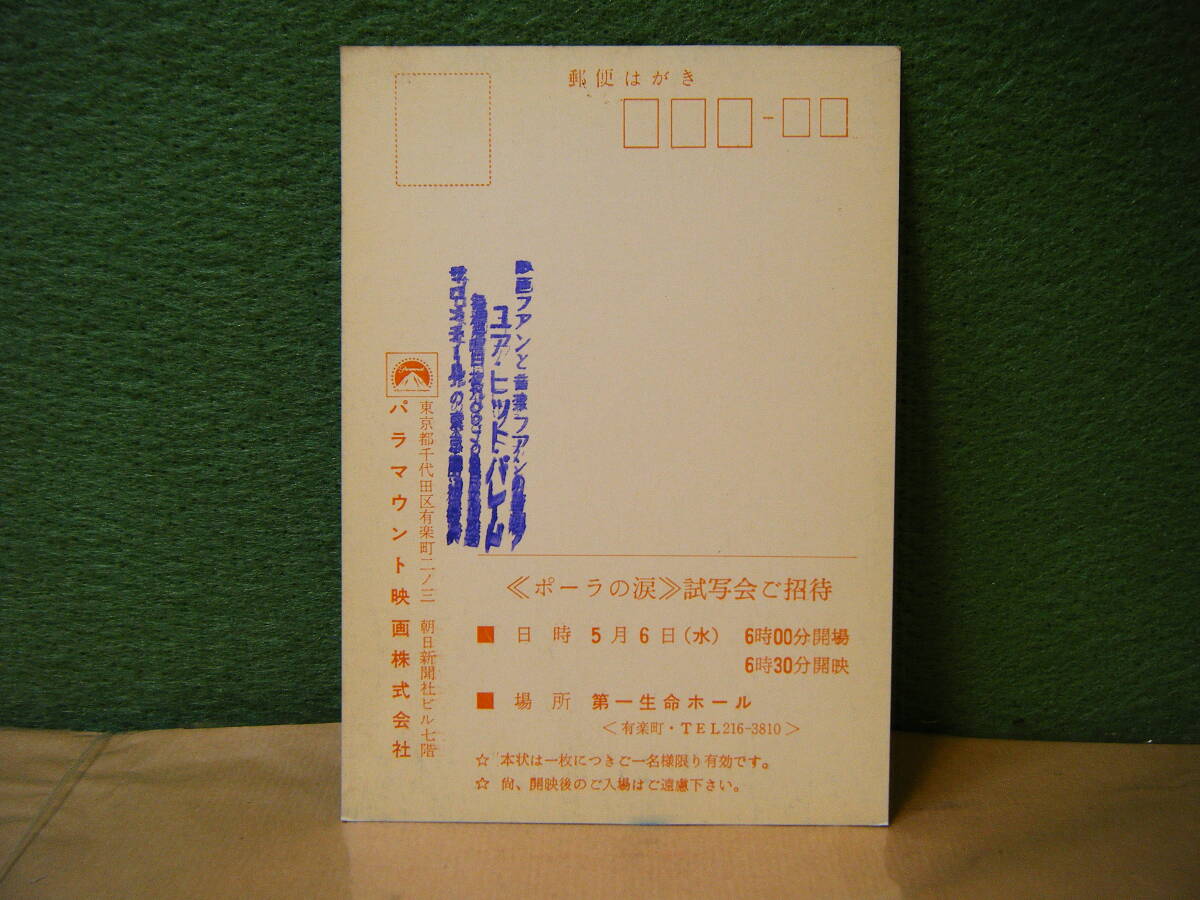 郵便はがき
映画ファンと音楽ファンの
ユア・ヒット・パレード
東京都千代田区有楽町二ノ三 朝日新聞社ビル七階
パラマウント映画株式会社
≪ポーラの涙≫試写会ご招待
■ 日時 5月6日(水) 6時00分開場
6時30分開映
■ 場所 第一生命ホール
＜有楽町・TEL216-3810＞
☆ 本状は一枚につきご一名様限り有効です。
☆ 尚、開映後のご入場はご遠慮下さい。